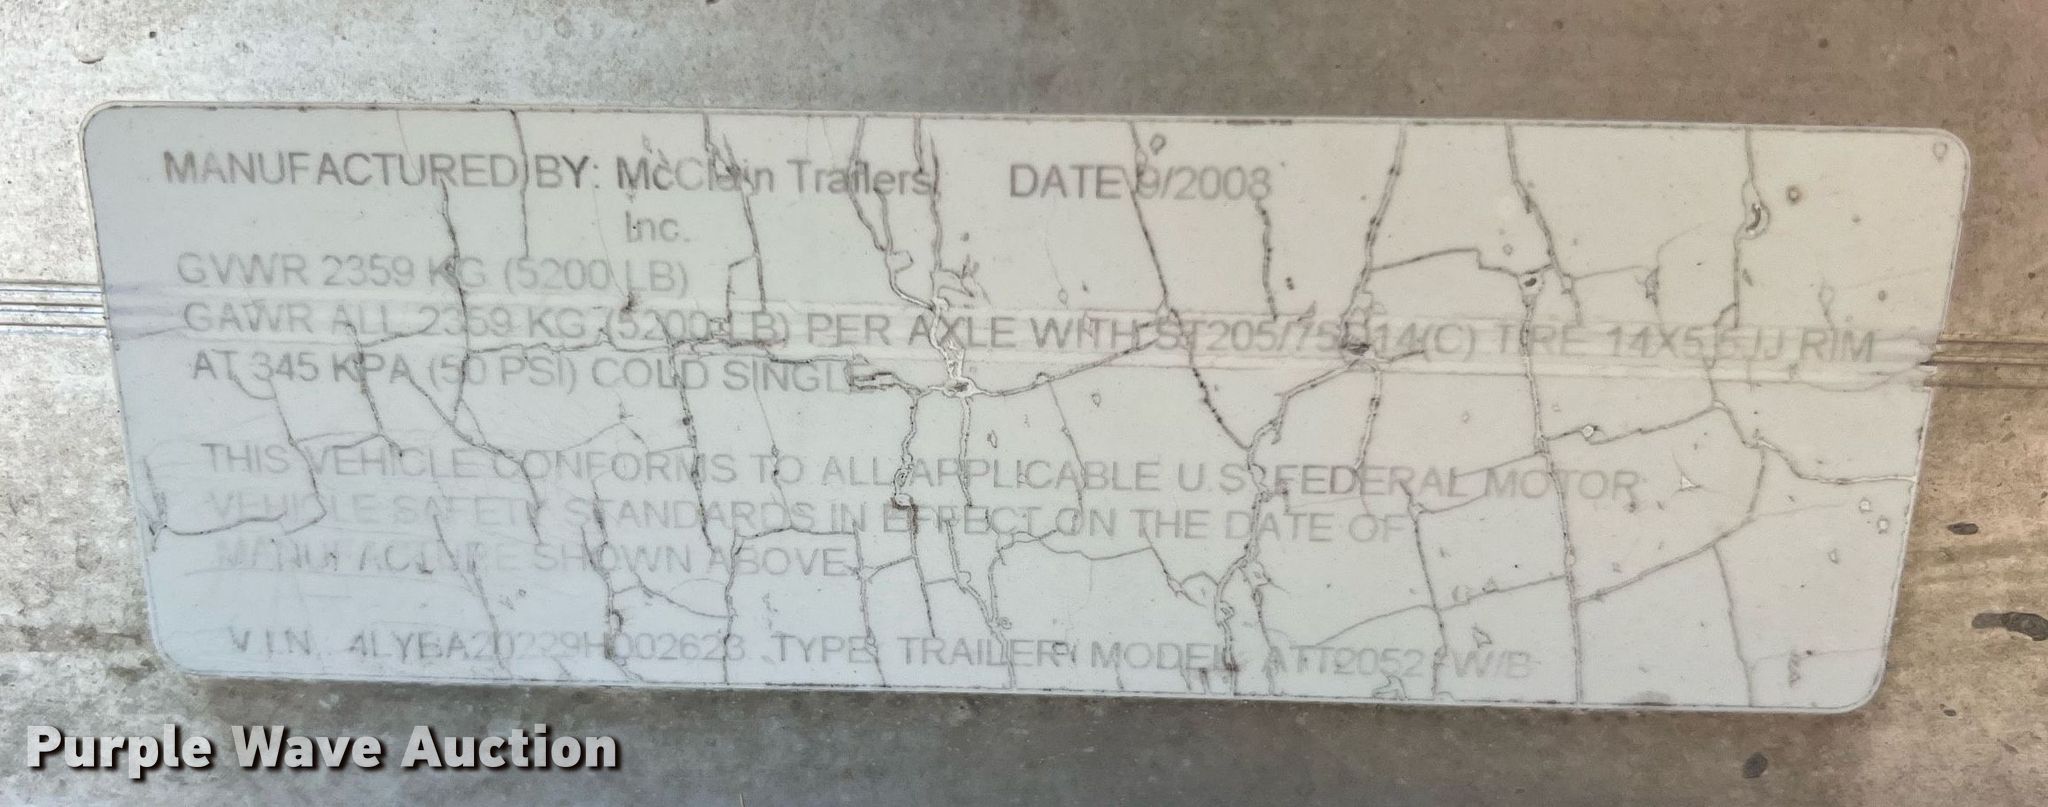 MANUFACTURED BY: McClain Trailers, DATE 9/2008
Inc.
GVWR 2359 KG (5200 LB)
GAWR ALL 2359 KG (5200 LB) PER AXLE WITH ST205/75R14(C) TIRE 14X5.5 JJ RIM
AT 345 KPA (50 PSI) COLD SINGLE
THIS VEHICLE CONFORMS TO ALL APPLICABLE U.S. FEDERAL MOTOR
VEHICLE SAFETY STANDARDS IN EFFECT ON THE DATE OF
MANUFACTURE SHOWN ABOVE.
V.I.N. 4LYBA20229H002623 TYPE: TRAILER MODEL: ATT2052 W/B
Purple Wave Auction